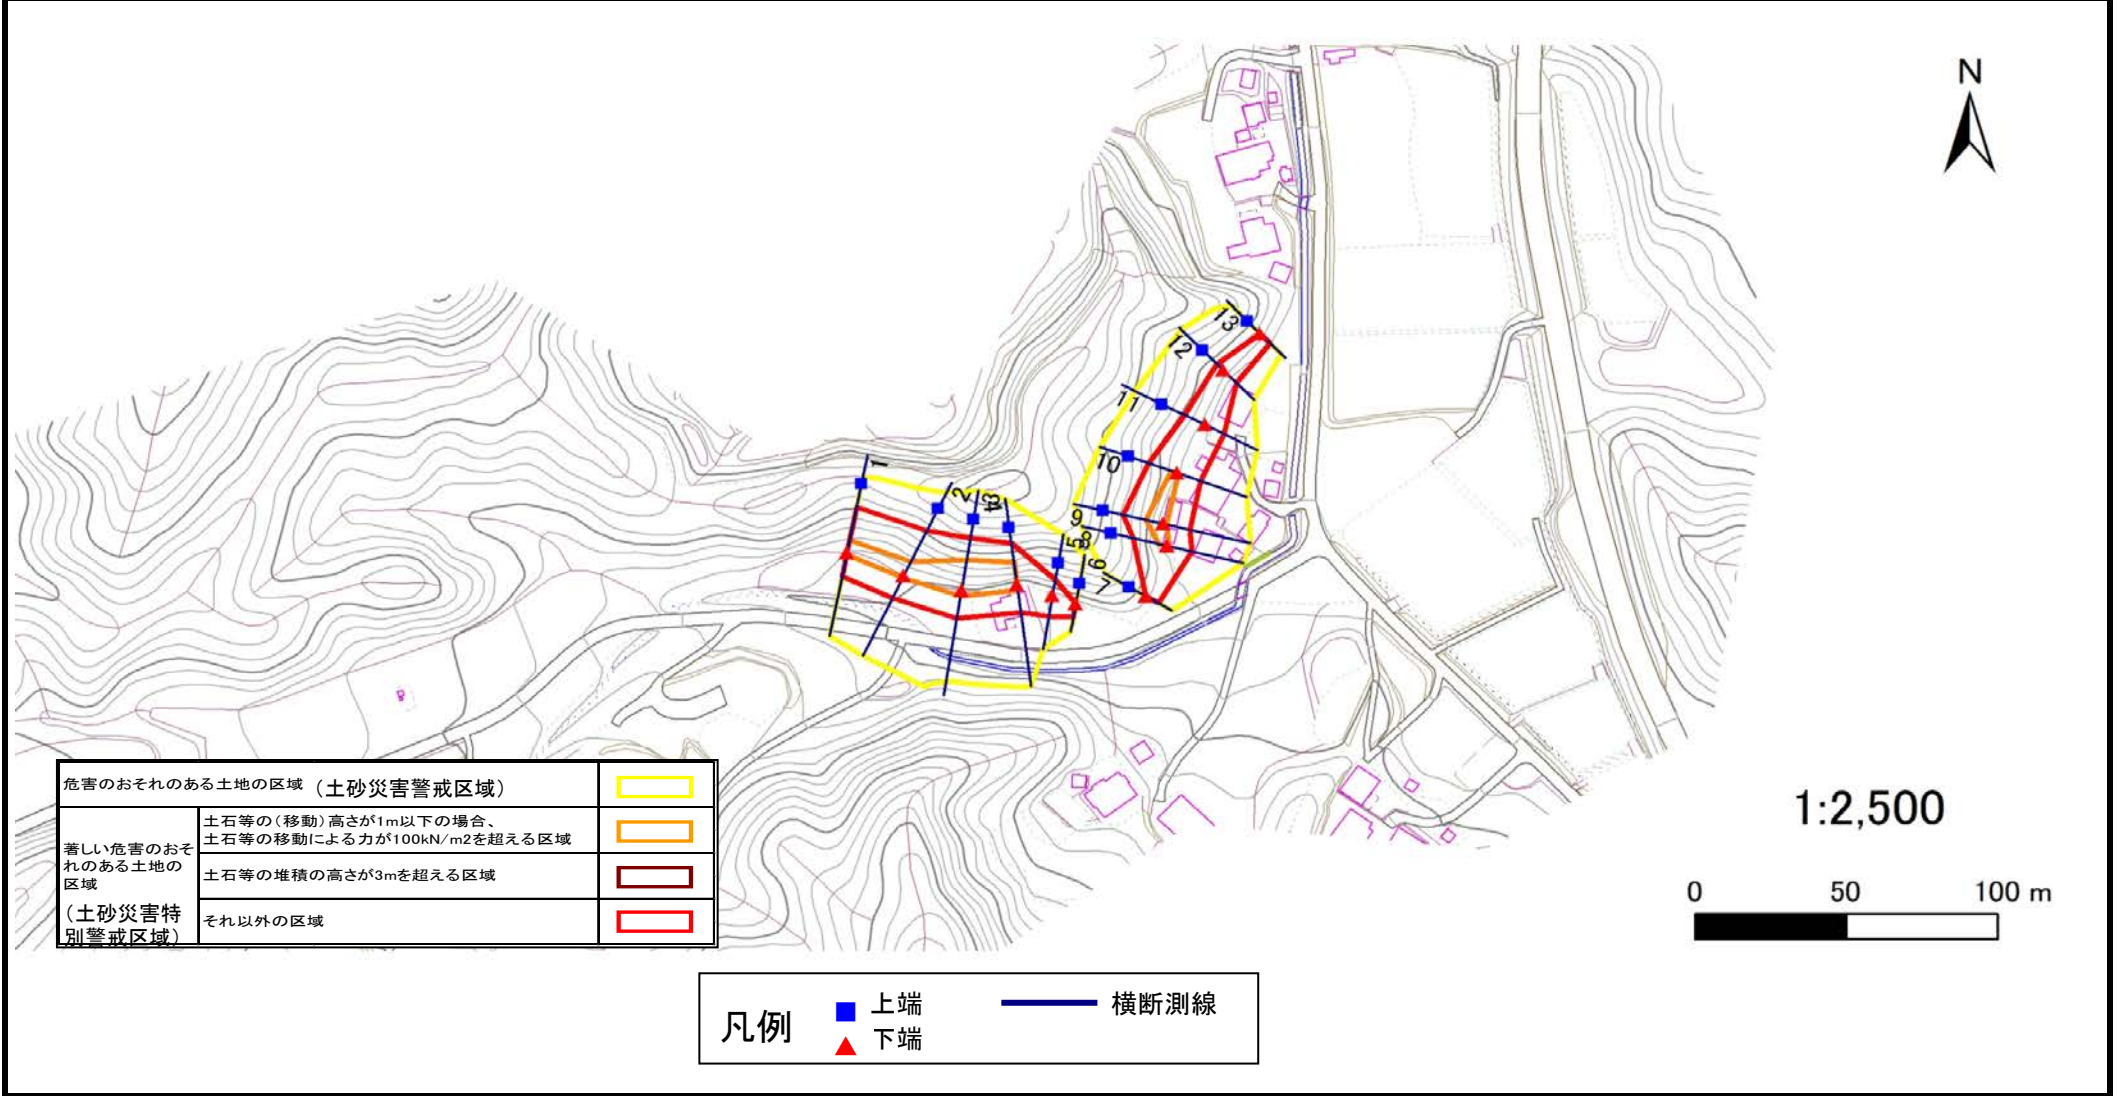 N
13
12
11
10
9
8
5
6
7
1
2
3
4
危害のおそれのある土地の区域 (土砂災害警戒区域)
著しい危害のおそ
れのある土地の
区域
(土砂災害特
別警戒区域)
土石等の(移動)高さが1m以下の場合、
土石等の移動による力が100kN/m2を超える区域
土石等の堆積の高さが3mを超える区域
それ以外の区域
1:2,500
0 50 100 m
凡例
上端
下端
横断測線